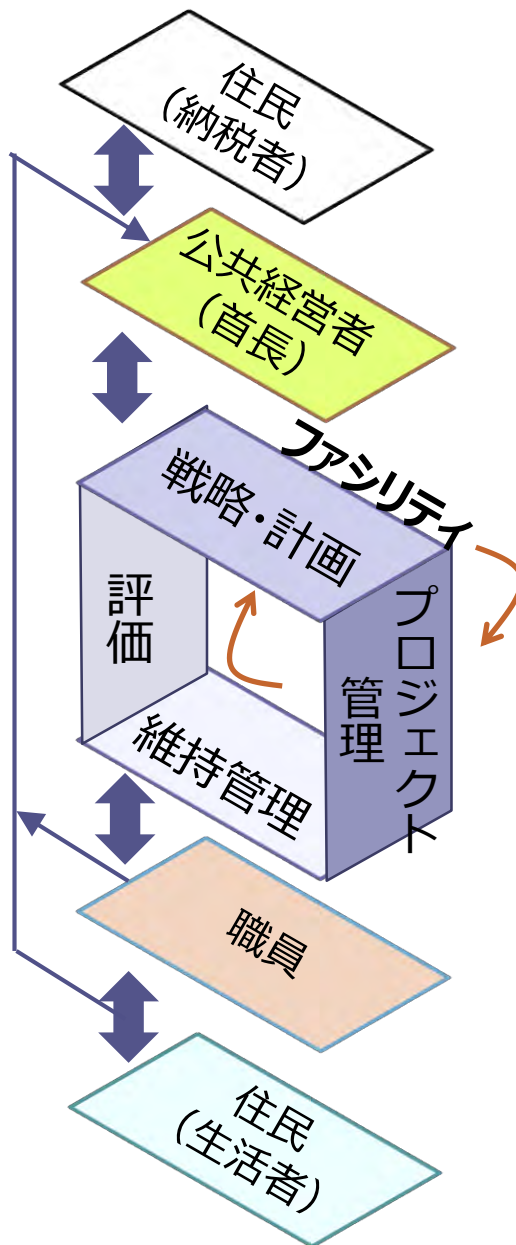 住民
(納税者)
公共経営者
(首長)
ファシリティ
戦略・計画
評価
プロジェクト
管理
維持管理
職員
住民
(生活者)